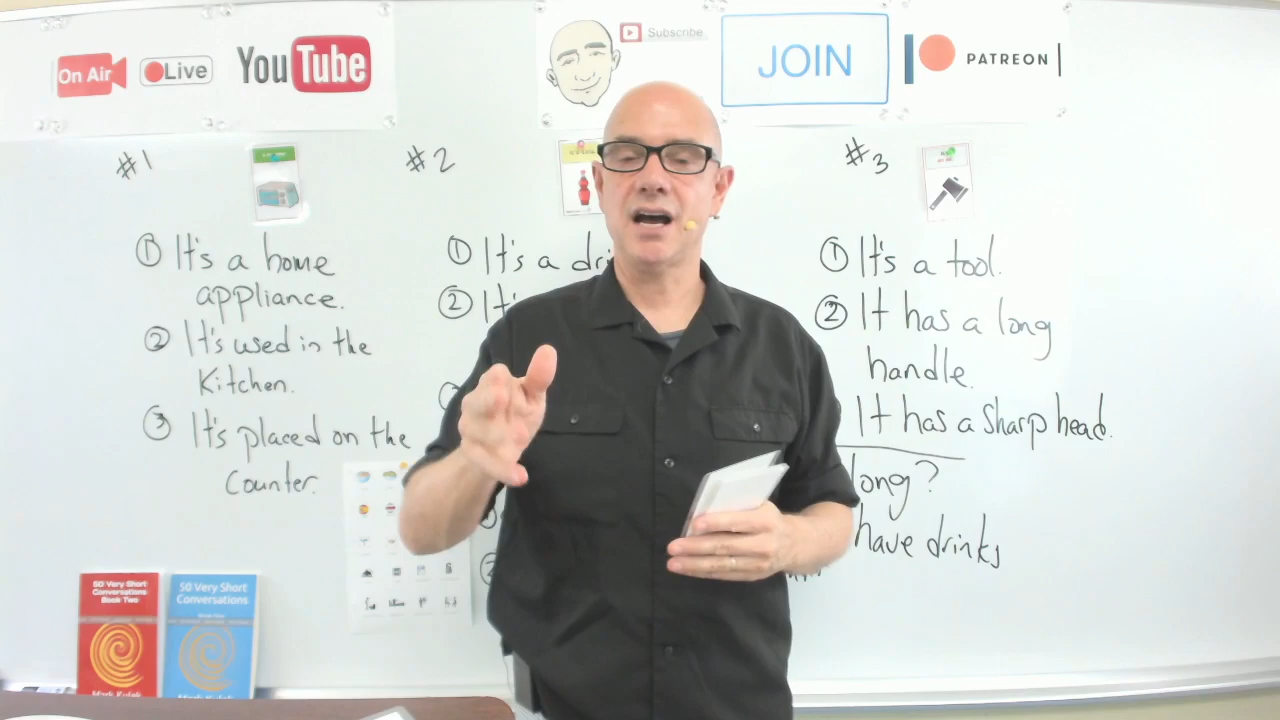 On Air
Live
YouTube
Subscribe
JOIN
PATREON
#1
#2
#3
① It's a home
appliance.
② It's used in the
Kitchen.
③ It's placed on the
counter.
① It's a
②
① It's a tool.
② It has a long
handle.
It has a sharp head.
long?
have drinks
50 Very Short
Conversations
Book Two
50 Very Short
Conversations